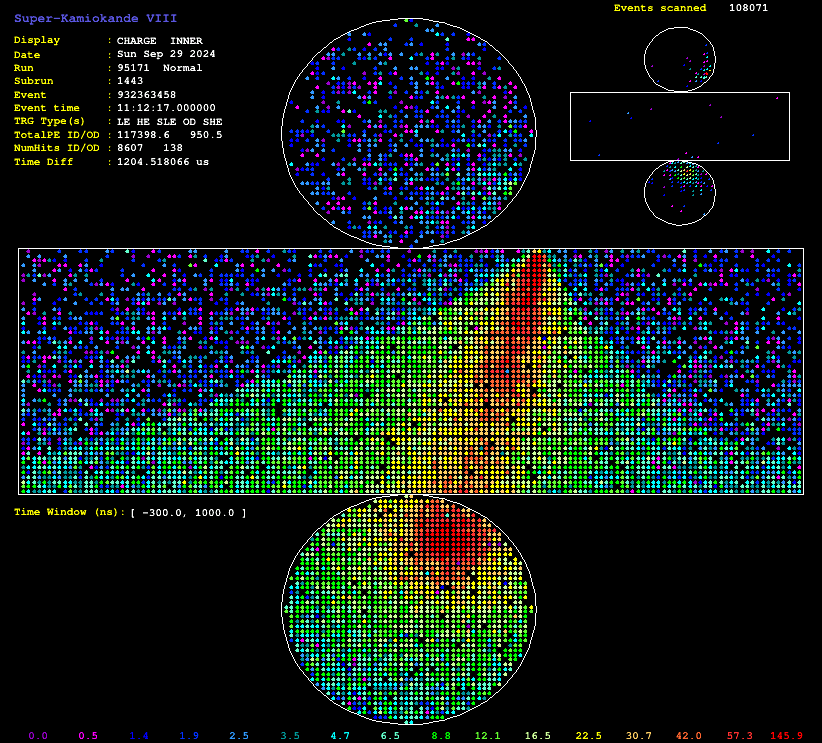 Super-Kamiokande VIII
Events scanned 108071
Display : CHARGE INNER
Date : Sun Sep 29 2024
Run : 95171 Normal
Subrun : 1443
Event : 932363458
Event time : 11:12:17.000000
TRG Type(s) : LE HE SLE OD SHE
TotalPE ID/OD : 117398.6 950.5
NumHits ID/OD : 8607 138
Time Diff : 1204.518066 us
Time Window (ns): [ -300.0, 1000.0 ]
0.0 0.5 1.4 1.9 2.5 3.5 4.7 6.5 8.8 12.1 16.5 22.5 30.7 42.0 57.3 145.9